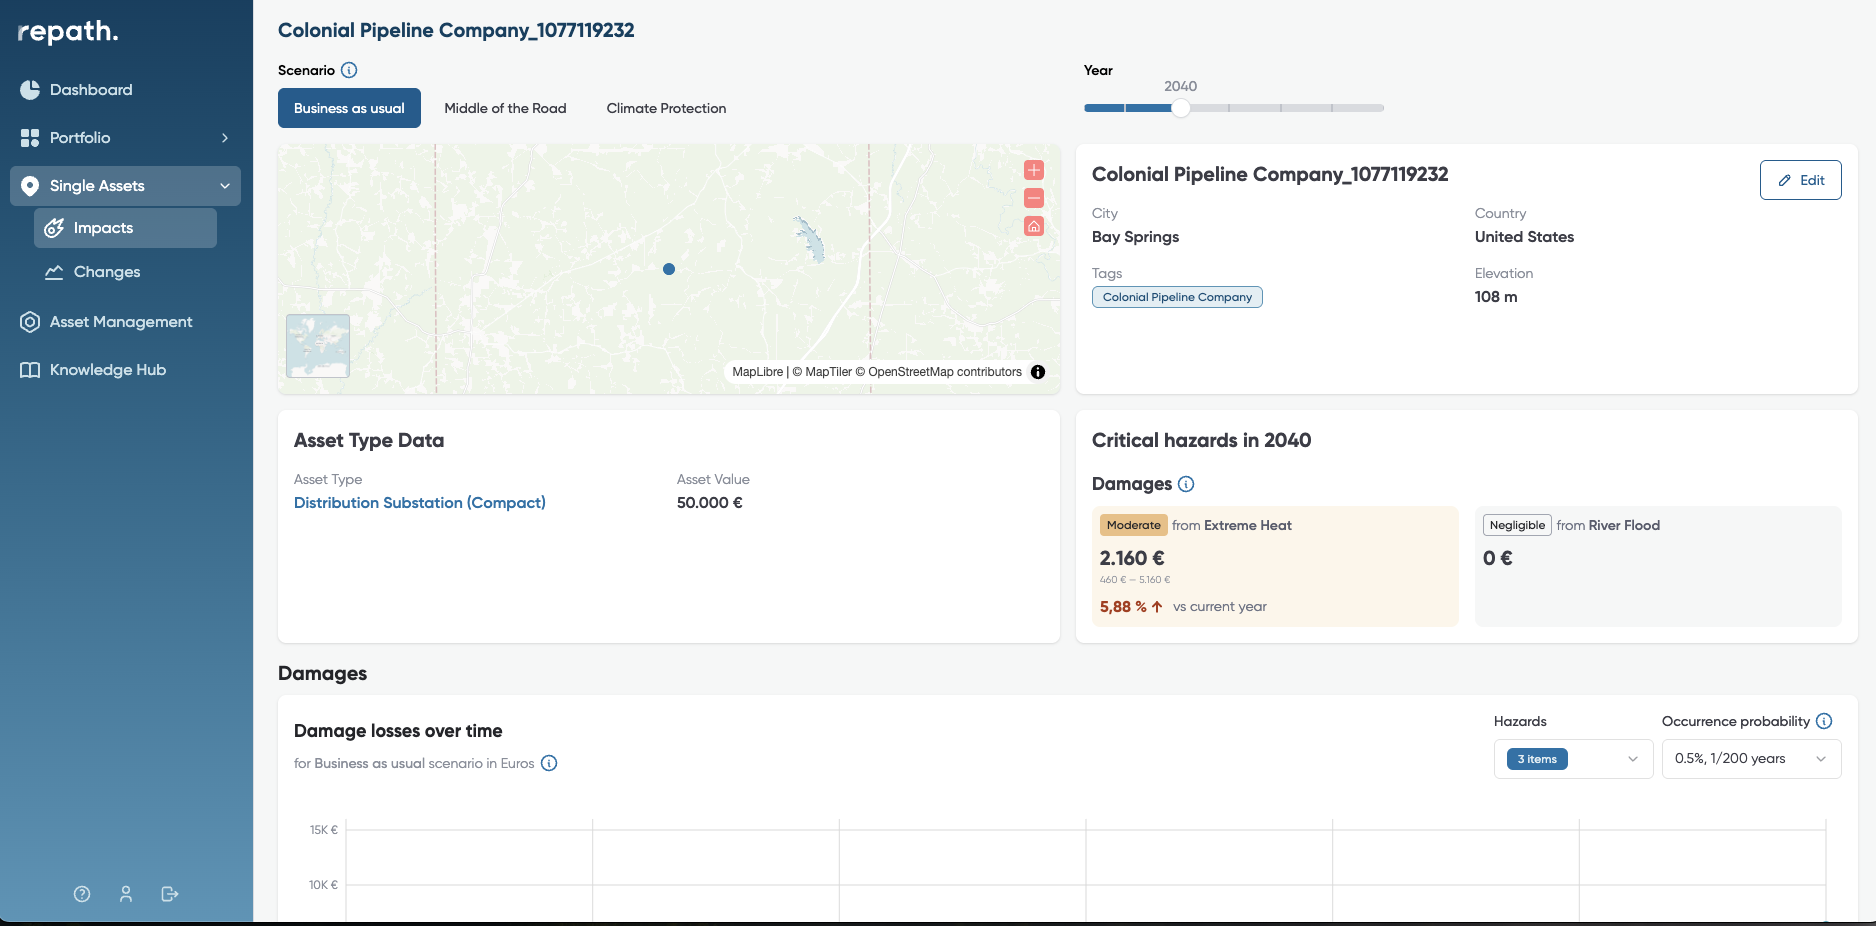 repath.
Dashboard
Portfolio
Single Assets
Impacts
Changes
Asset Management
Knowledge Hub
Colonial Pipeline Company_1077119232
Scenario
Business as usual
Middle of the Road
Climate Protection
Year
2040
MapLibre | © MapTiler © OpenStreetMap contributors
Colonial Pipeline Company_1077119232
Edit
City
Bay Springs
Country
United States
Tags
Colonial Pipeline Company
Elevation
108 m
Asset Type Data
Asset Type
Distribution Substation (Compact)
Asset Value
50.000 €
Critical hazards in 2040
Damages
Moderate from Extreme Heat
2.160 €
460 € — 5.160 €
5,88 % ↑ vs current year
Negligible from River Flood
0 €
Damages
Damage losses over time
for Business as usual scenario in Euros
Hazards
3 items
Occurrence probability
0.5%, 1/200 years
15K €
10K €